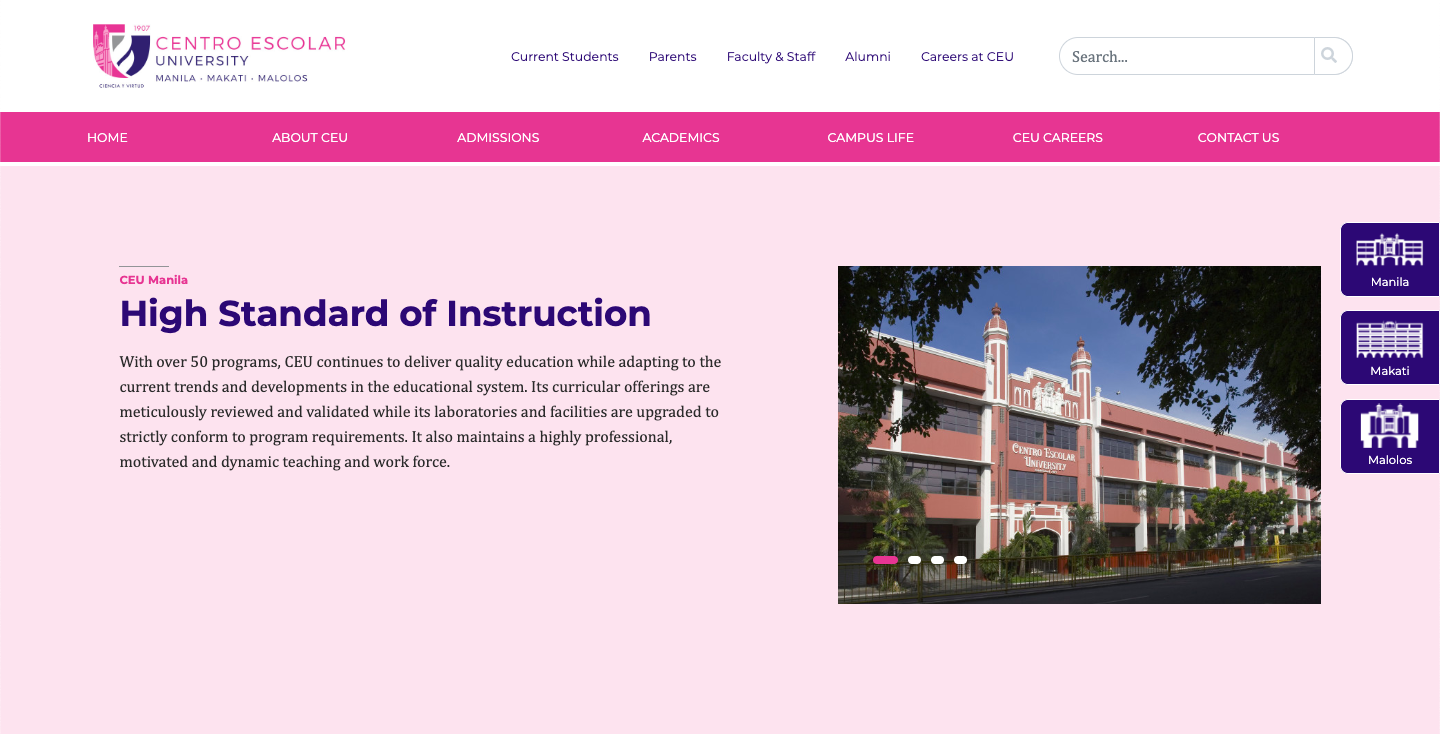 1907
CENTRO ESCOLAR
UNIVERSITY
MANILA · MAKATI · MALOLOS
CIENCIA Y VIRTUD
Current Students
Parents
Faculty & Staff
Alumni
Careers at CEU
Search...
HOME
ABOUT CEU
ADMISSIONS
ACADEMICS
CAMPUS LIFE
CEU CAREERS
CONTACT US
CEU Manila
High Standard of Instruction
With over 50 programs, CEU continues to deliver quality education while adapting to the
current trends and developments in the educational system. Its curricular offerings are
meticulously reviewed and validated while its laboratories and facilities are upgraded to
strictly conform to program requirements. It also maintains a highly professional,
motivated and dynamic teaching and work force.
CENTRO ESCOLAR
UNIVERSITY
Manila
Makati
Malolos